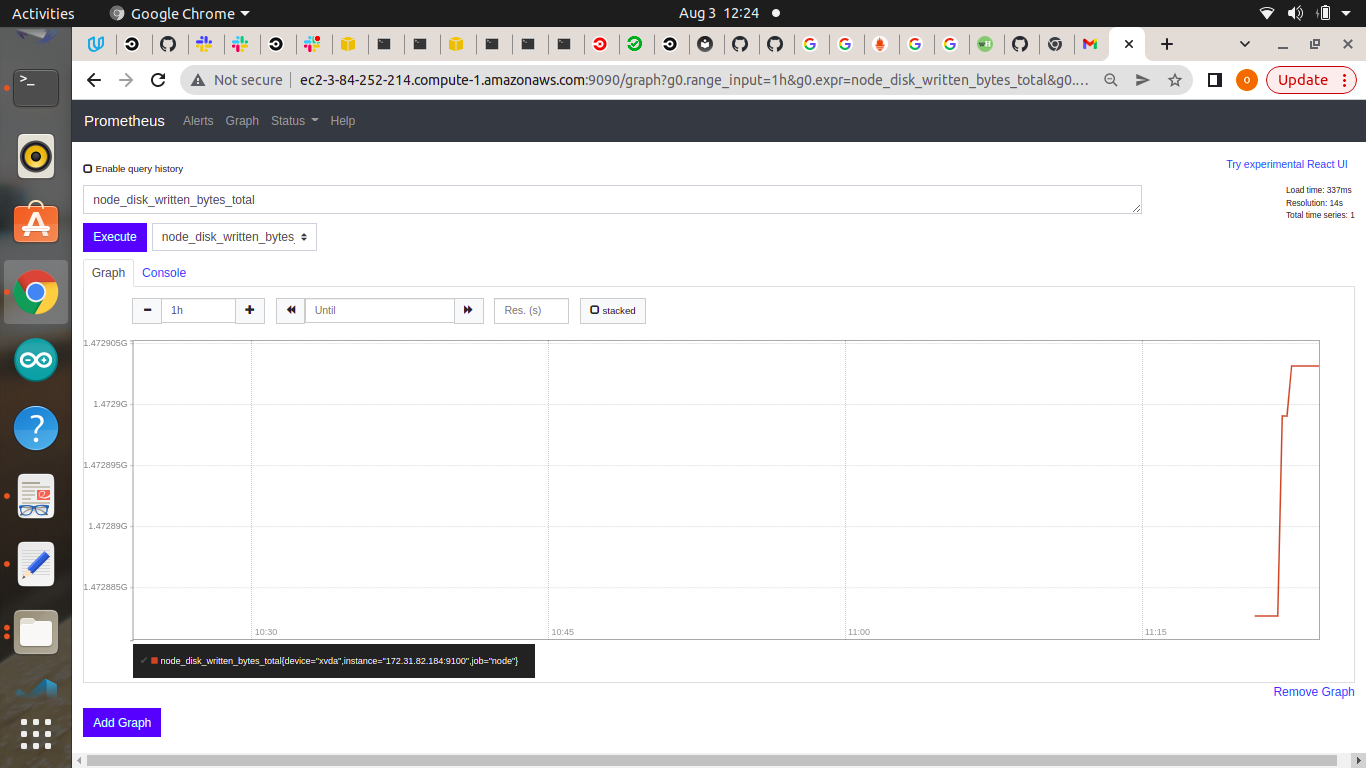 Activities Google Chrome Aug 3 12:24
Not secure ec2-3-84-252-214.compute-1.amazonaws.com:9090/graph?g0.range_input=1h&g0.expr=node_disk_written_bytes_total&g0.... O Update
Prometheus Alerts Graph Status Help
Enable query history
Try experimental React UI
node_disk_written_bytes_total
Load time: 337ms
Resolution: 14s
Total time series: 1
Execute node_disk_written_bytes_
Graph Console
1h Until Res. (s) stacked
1.472905G
1.4729G
1.472895G
1.47289G
1.472885G
10:30 10:45 11:00 11:15
node_disk_written_bytes_total{device="xvda",instance="172.31.82.184:9100",job="node"}
Remove Graph
Add Graph